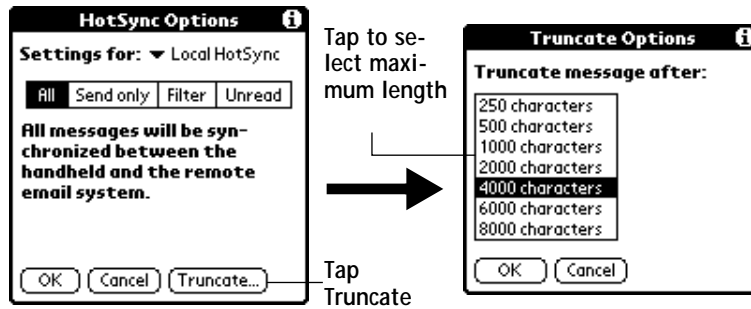 HotSync Options
Settings for: Local HotSync
All Send only Filter Unread
All messages will be syn-
chronized between the
handheld and the remote
email system.
OK Cancel Truncate...
Tap to se-
lect maxi-
mum length
Tap
Truncate
Truncate Options
Truncate message after:
250 characters
500 characters
1000 characters
2000 characters
4000 characters
6000 characters
8000 characters
OK Cancel